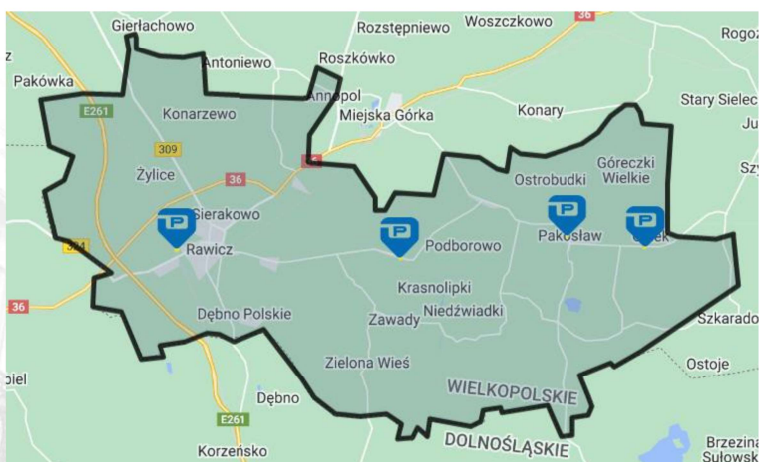 Gierłachowo
Rozstępniewo
Woszczkowo
36
Rogoz
Antoniewo
Roszkówko
Pakówka
Annopol
Stary Sielec
E261
Konarzewo
Miejska Górka
Konary
309
Żylice
36
36
Góreczki
Wielkie
Ostrobudki
Sierakowo
Rawicz
Podborowo
Pakosław
36
Krasnolipki
Niedźwiadki
Dębno Polskie
Zawady
Szkarado
Zielona Wieś
Ostoje
WIELKOPOLSKIE
Dębno
E261
DOLNOŚLĄSKIE
Korzeńsko
Brzezina
Sułowsk